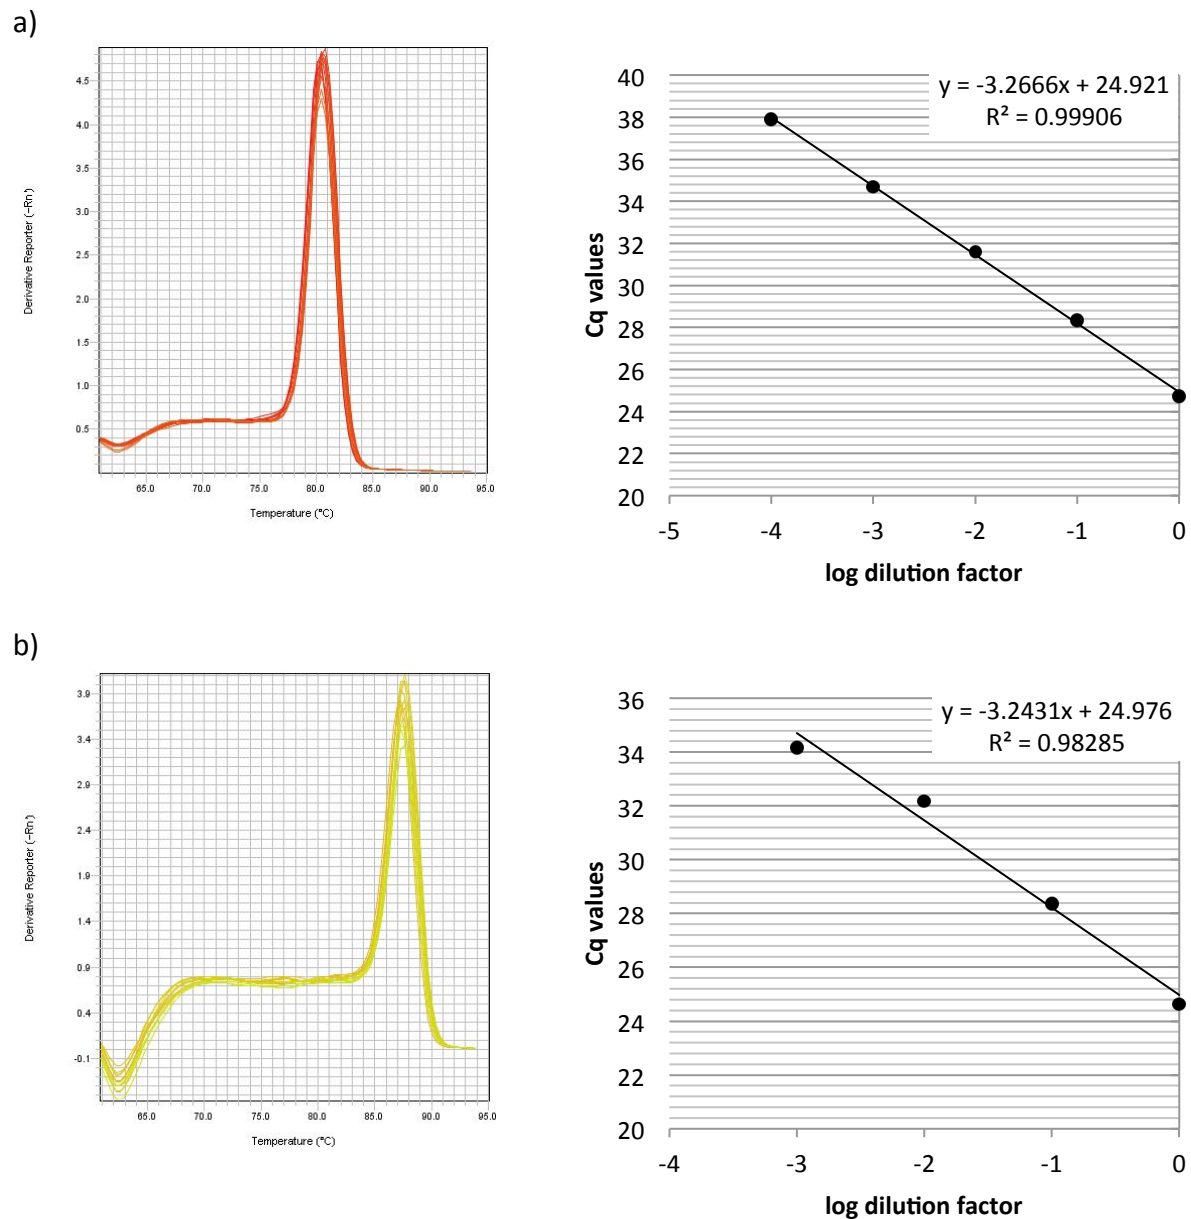 a)
Derivative Reporter (-Rn')
4.5
4.0
3.5
3.0
2.5
2.0
1.5
1.0
0.5
65.0 70.0 75.0 80.0 85.0 90.0 95.0
Temperature (°C)
Cq values
40
38
36
34
32
30
28
26
24
22
20
y = -3.2666x + 24.921
R² = 0.99906
-5 -4 -3 -2 -1 0
log dilution factor
b)
Derivative Reporter (-Rn')
3.9
4.4
3.9
3.4
2.9
2.4
1.9
1.4
0.9
0.4
-0.1
65.0 70.0 75.0 80.0 85.0 90.0 95.0
Temperature (°C)
Cq values
36
34
32
30
28
26
24
22
20
y = -3.2431x + 24.976
R² = 0.98285
-4 -3 -2 -1 0
log dilution factor